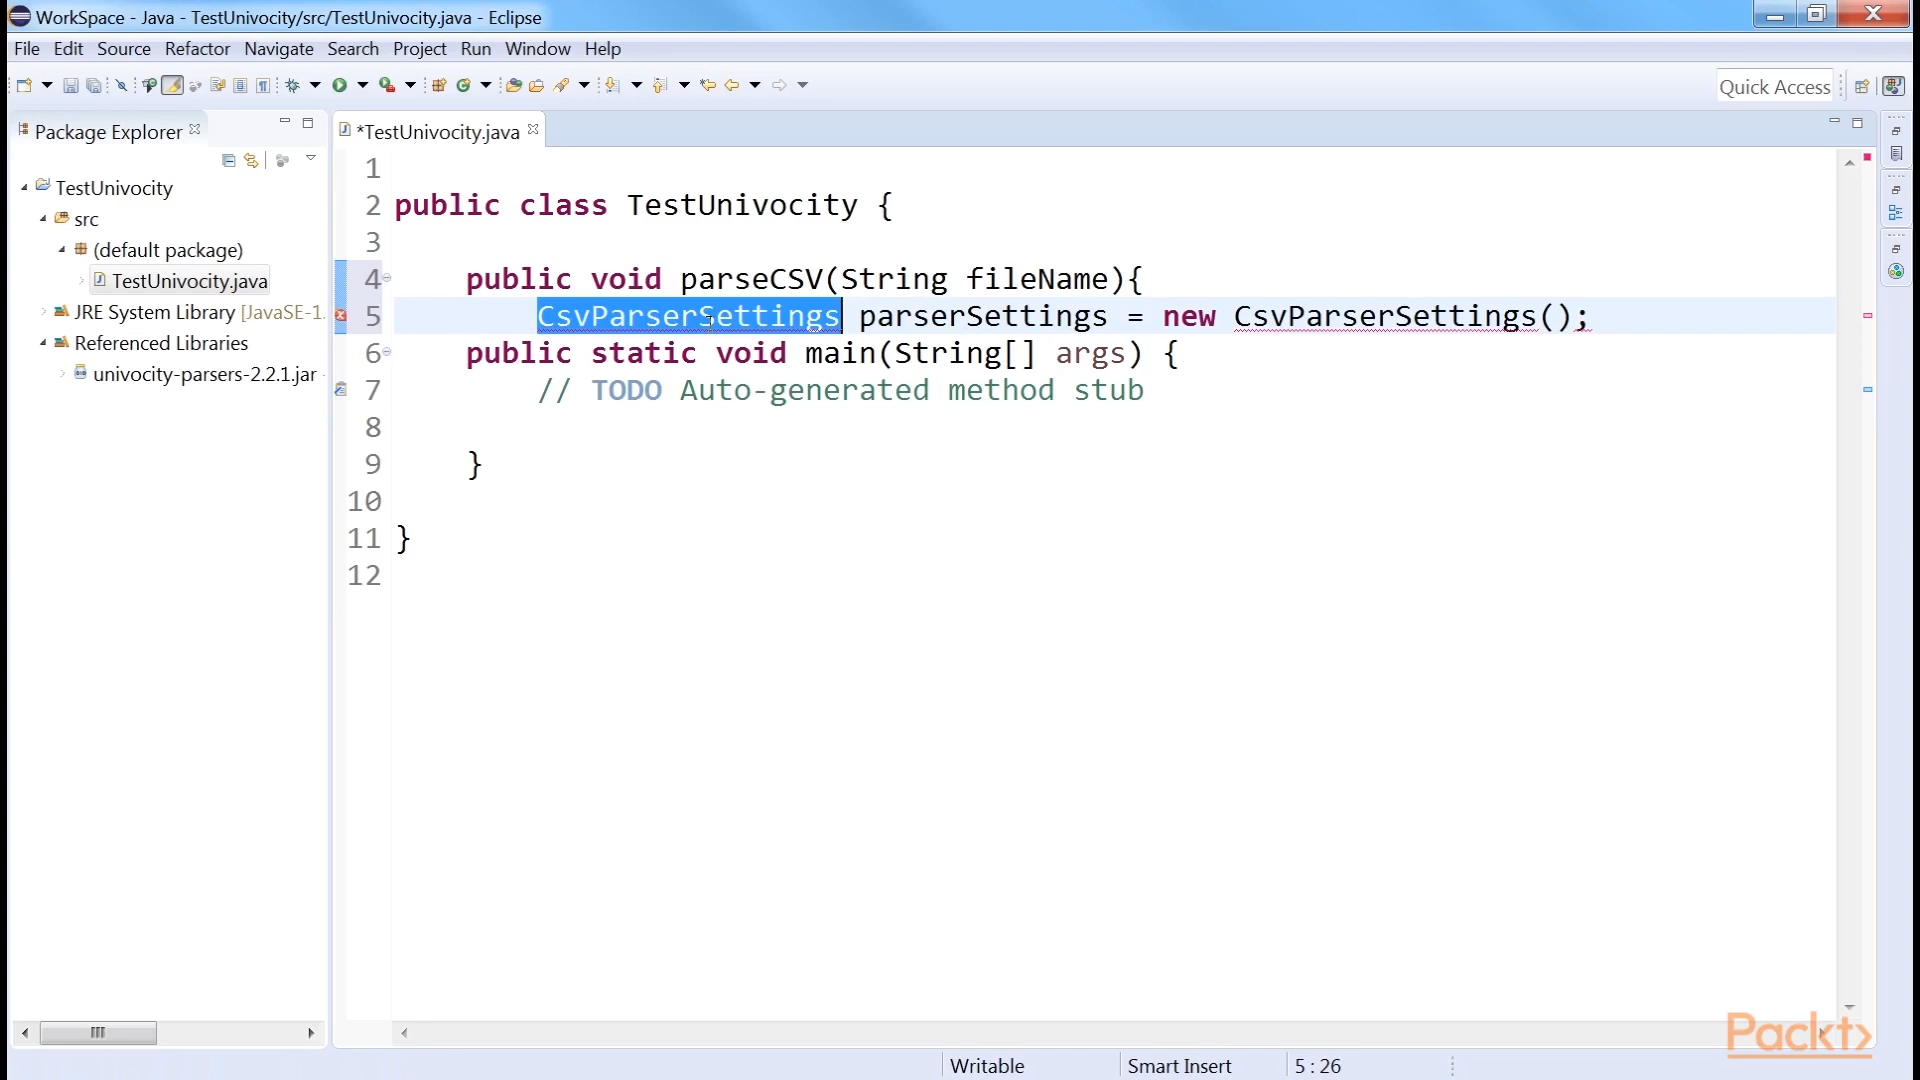 WorkSpace - Java - TestUnivocity/src/TestUnivocity.java - Eclipse
File Edit Source Refactor Navigate Search Project Run Window Help
Quick Access
Package Explorer
*TestUnivocity.java
TestUnivocity
src
(default package)
TestUnivocity.java
JRE System Library [JavaSE-1.
Referenced Libraries
univocity-parsers-2.2.1.jar
1
2 public class TestUnivocity {
3
4 public void parseCSV(String fileName){
5 CsvParserSettings parserSettings = new CsvParserSettings();
6 public static void main(String[] args) {
7 // TODO Auto-generated method stub
8
9 }
10
11 }
12
Packt>
Writable Smart Insert 5 : 26